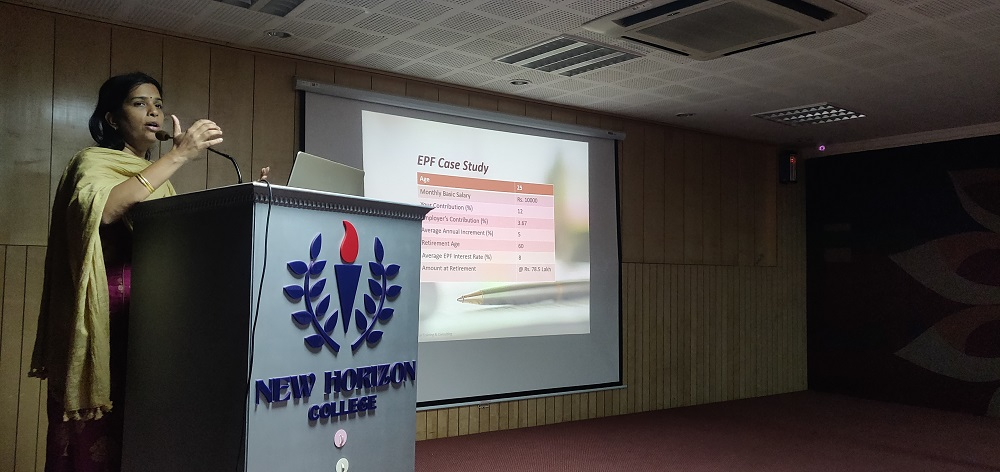 EPF Case Study
Age 25
Monthly Basic Salary Rs. 10000
Your Contribution (%) 12
Employer's Contribution (%) 3.67
Average Annual Increment (%) 5
Retirement Age 60
Average EPF Interest Rate (%) 8
Amount at Retirement @ Rs. 78.5 Lakh
NEW HORIZON
COLLEGE